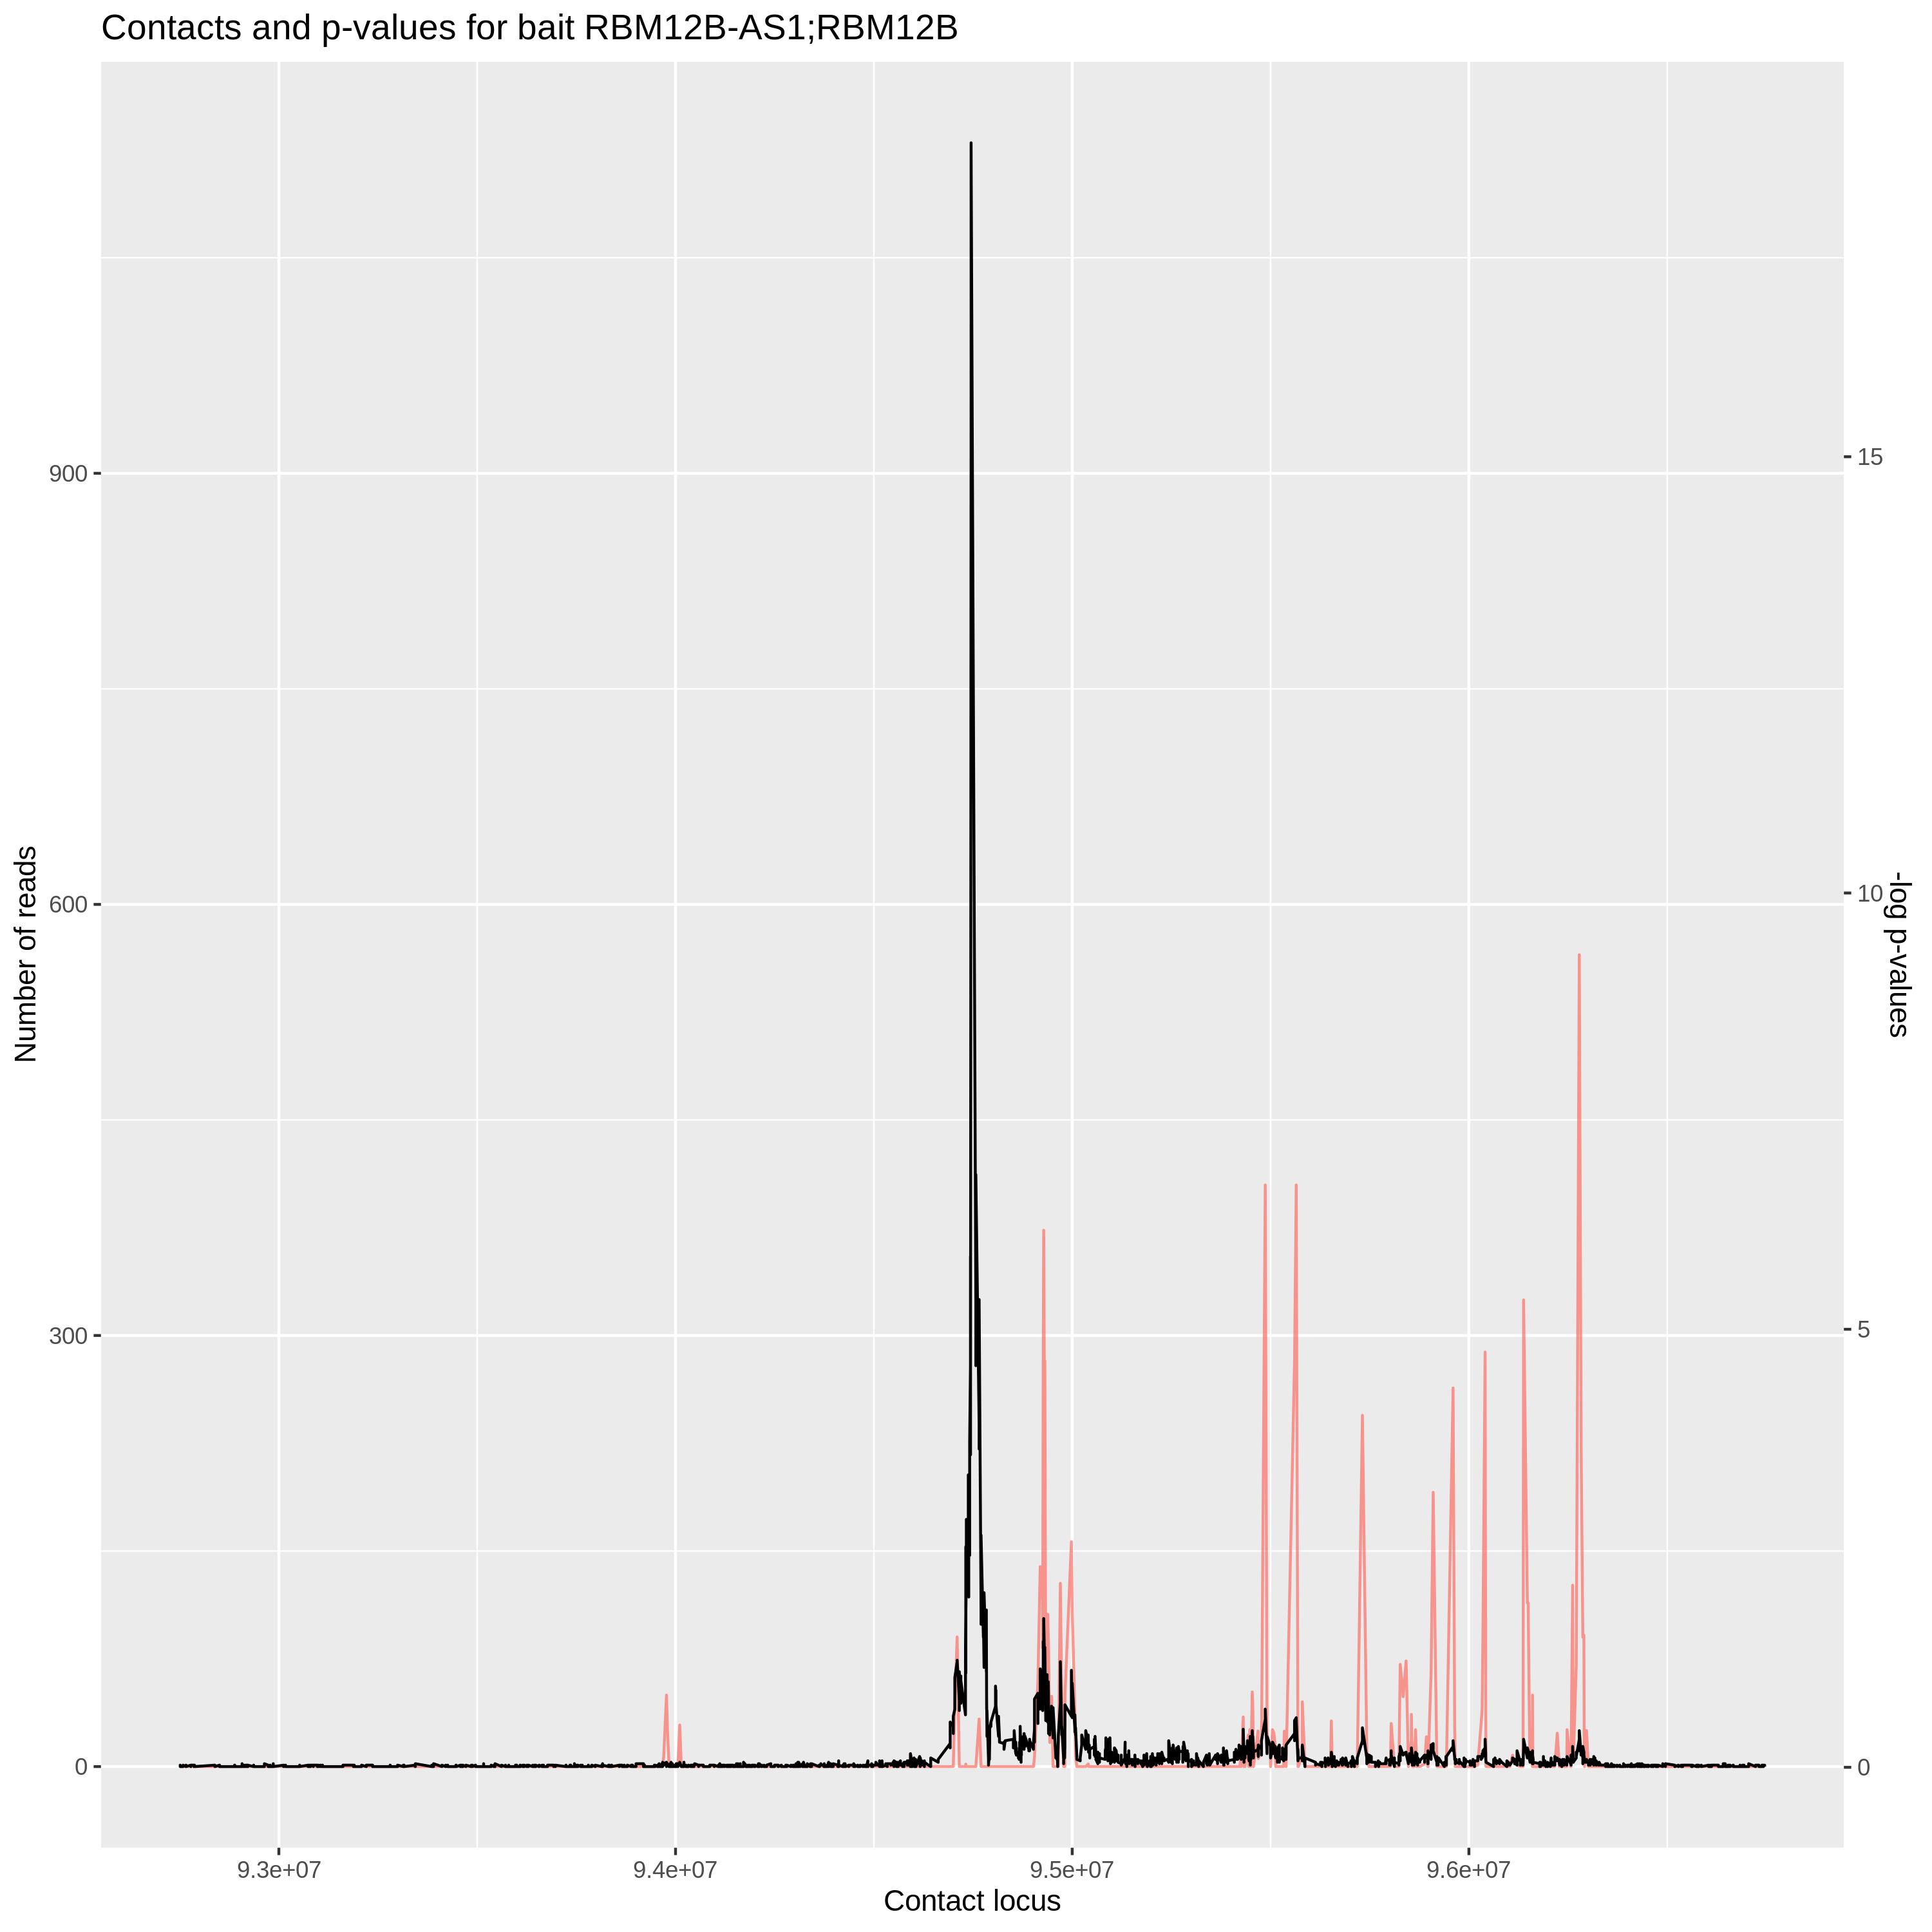 Contacts and p-values for bait RBM12B-AS1;RBM12B
900
600
300
0
15
10
5
0
Number of reads
-log p-values
9.3e+07 9.4e+07 9.5e+07 9.6e+07
Contact locus